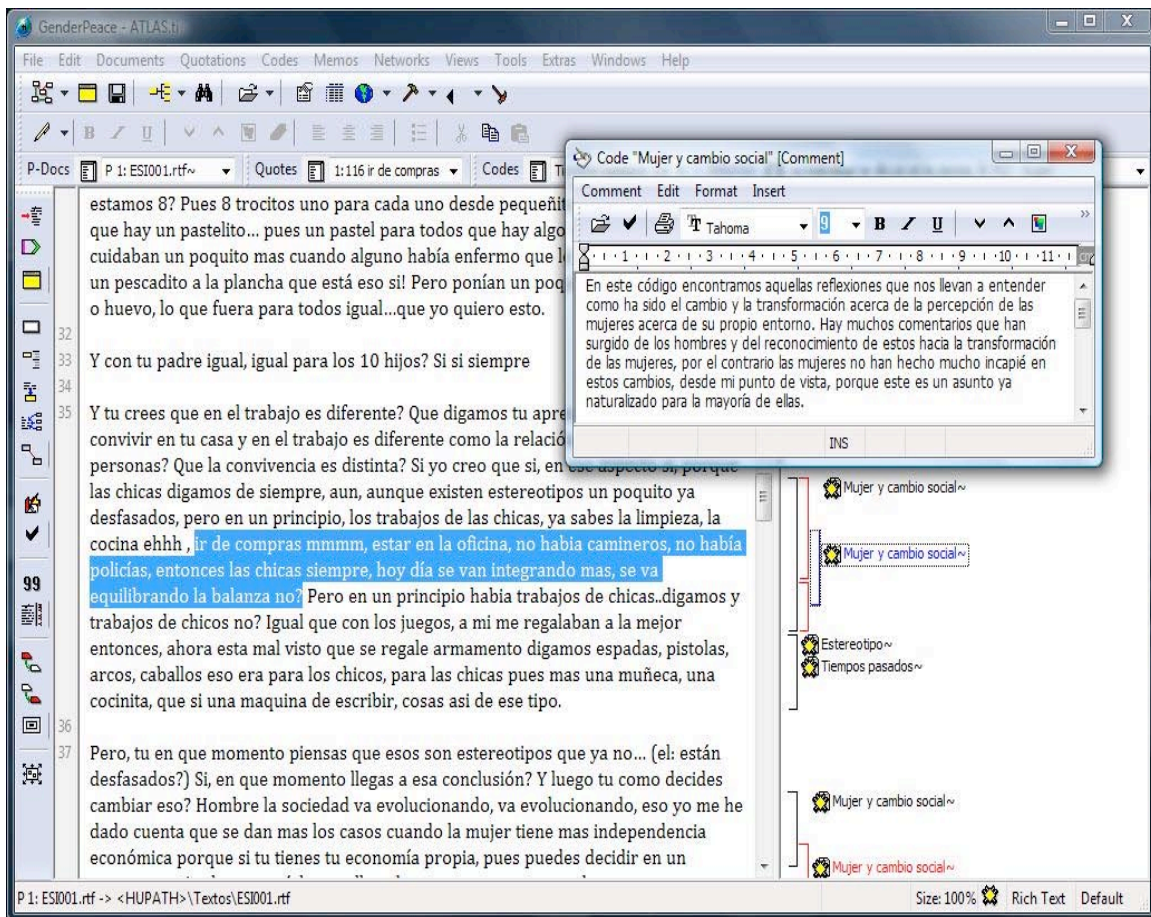 GenderPeace - ATLAS.ti
File Edit Documents Quotations Codes Memos Networks Views Tools Extras Windows Help
B I U
P-Docs P 1: ESI001.rtf~ Quotes 1:116 ir de compras Codes
Code "Mujer y cambio social" [Comment]
Comment Edit Format Insert
Tahoma 9 B I U
1 2 3 4 5 6 7 8 9 10 11
En este código encontramos aquellas reflexiones que nos llevan a entender
como ha sido el cambio y la transformación acerca de la percepción de las
mujeres acerca de su propio entorno. Hay muchos comentarios que han
surgido de los hombres y del reconocimiento de estos hacia la transformación
de las mujeres, por el contrario las mujeres no han hecho mucho incapié en
estos cambios, desde mi punto de vista, porque este es un asunto ya
naturalizado para la mayoría de ellas.
INS
estamos 8? Pues 8 trocitos uno para cada uno desde
que hay un pastelito... pues un pastel para todos que hay algo
cuidaban un poquito mas cuando alguno había enfermo que
un pescadito a la plancha que está eso si! Pero ponían un
o huevo, lo que fuera para todos igual...que yo quiero esto.
32
33 Y con tu padre igual, igual para los 10 hijos? Si si siempre
34
35 Y tu crees que en el trabajo es diferente? Que digamos tu
convivir en tu casa y en el trabajo es diferente como la relació
personas? Que la convivencia es distinta? Si yo creo que si, en ese aspecto si, porque
las chicas digamos de siempre, aun, aunque existen estereotipos un poquito ya
desfasados, pero en un principio, los trabajos de las chicas, ya sabes la limpieza, la
cocina ehhh , ir de compras mmmm, estar en la oficina, no habia camineros, no había
policías, entonces las chicas siempre, hoy día se van integrando mas, se va
equilibrando la balanza no? Pero en un principio habia trabajos de chicas..digamos y
trabajos de chicos no? Igual que con los juegos, a mi me regalaban a la mejor
entonces, ahora esta mal visto que se regale armamento digamos espadas, pistolas,
arcos, caballos eso era para los chicos, para las chicas pues mas una muñeca, una
cocinita, que si una maquina de escribir, cosas asi de ese tipo.
36
37 Pero, tu en que momento piensas que esos son estereotipos que ya no... (el: están
desfasados?) Si, en que momento llegas a esa conclusión? Y luego tu como decides
cambiar eso? Hombre la sociedad va evolucionando, va evolucionando, eso yo me he
dado cuenta que se dan mas los casos cuando la mujer tiene mas independencia
económica porque si tu tienes tu economía propia, pues puedes decidir en un
99
Mujer y cambio social~
Mujer y cambio social~
Estereotipo~
Tiempos pasados~
Mujer y cambio social~
Mujer y cambio social~
P 1: ESI001.rtf -> <HUPATH>\Textos\ESI001.rtf Size: 100% Rich Text Default